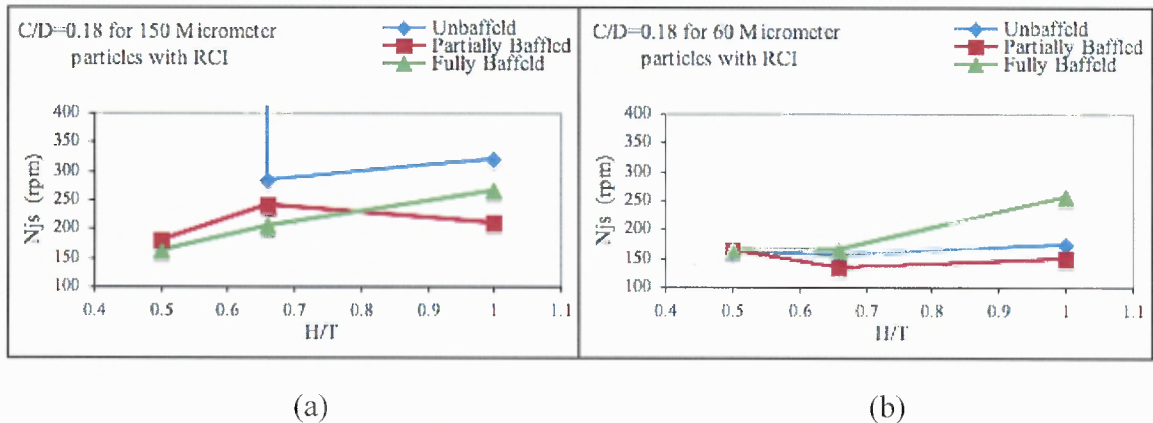 C/D=0.18 for 150 Micrometer
particles with RCI
Unbaffeld
Partially Baffled
Fully Baffeld
400
350
300
250
200
150
100
Njs (rpm)
0.4 0.5 0.6 0.7 0.8 0.9 1 1.1
H/T
(a)
C/D=0.18 for 60 Micrometer
particles with RCI
Unbaffeld
Partially Baffled
Fully Baffeld
400
350
300
250
200
150
100
Njs (rpm)
0.4 0.5 0.6 0.7 0.8 0.9 1 1.1
H/T
(b)